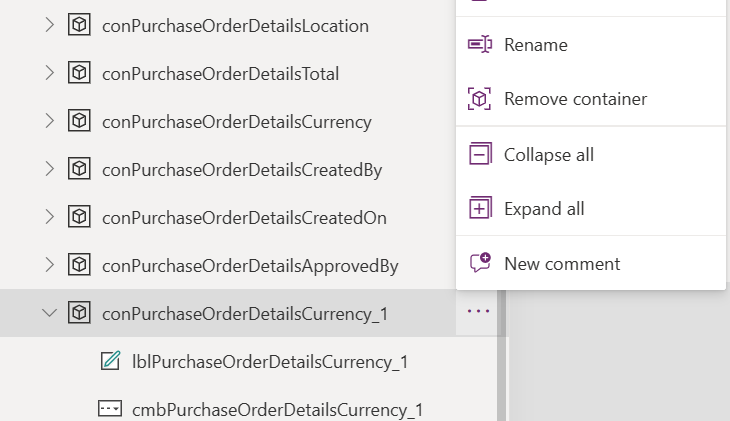 conPurchaseOrderDetailsLocation
conPurchaseOrderDetailsTotal
conPurchaseOrderDetailsCurrency
conPurchaseOrderDetailsCreatedBy
conPurchaseOrderDetailsCreatedOn
conPurchaseOrderDetailsApprovedBy
conPurchaseOrderDetailsCurrency_1
lblPurchaseOrderDetailsCurrency_1
cmbPurchaseOrderDetailsCurrency_1
Rename
Remove container
Collapse all
Expand all
New comment